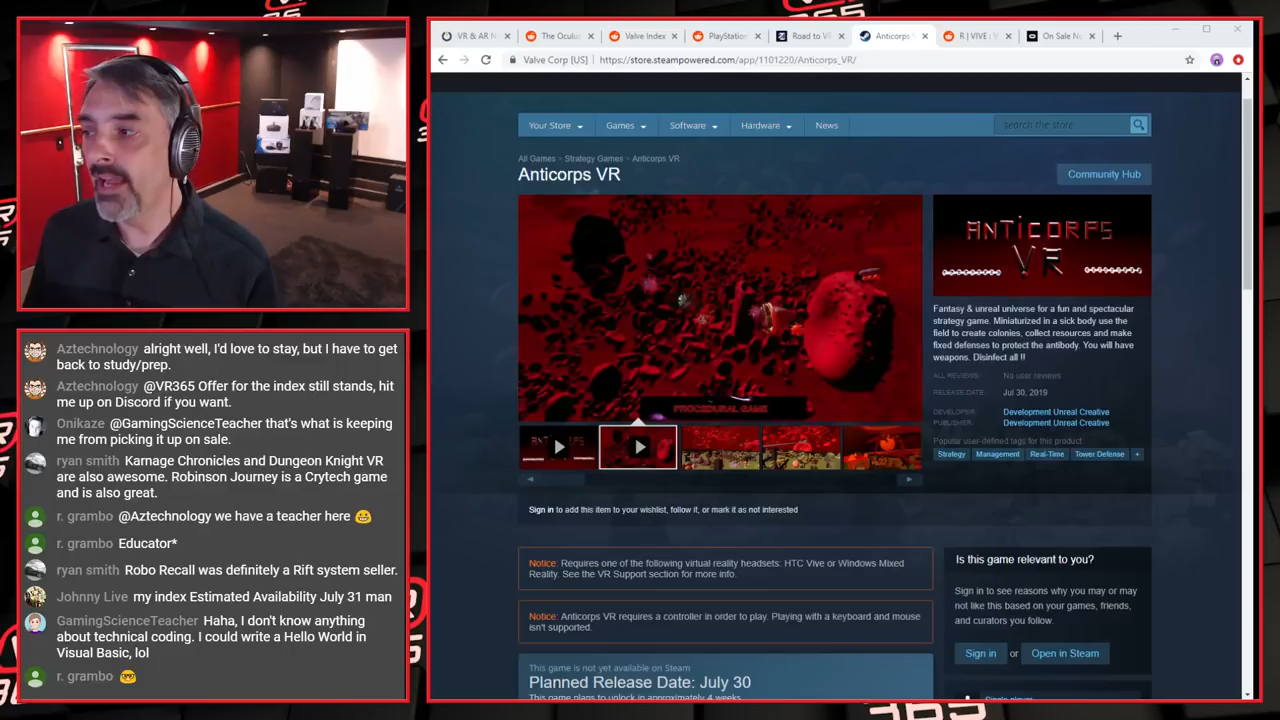 VR & AR N
The Oculu
Valve Index
PlayStation
Road to VR
Anticorps V
R | VIVE : V
On Sale No
Valve Corp [US] https://store.steampowered.com/app/1101220/Anticorps_VR/
Your Store Games Software Hardware News search the store
All Games > Strategy Games > Anticorps VR
Anticorps VR
Community Hub
PROCEDURAL GAME
ANTICORPS
VR
Fantasy & unreal universe for a fun and spectacular
strategy game. Miniaturized in a sick body use the
field to create colonies, collect resources and make
fixed defenses to protect the antibody. You will have
weapons. Disinfect all !!
ALL REVIEWS: No user reviews
RELEASE DATE: Jul 30, 2019
DEVELOPER: Development Unreal Creative
PUBLISHER: Development Unreal Creative
Popular user-defined tags for this product:
Strategy Management Real-Time Tower Defense +
Sign in to add this item to your wishlist, follow it, or mark it as not interested
Notice: Requires one of the following virtual reality headsets: HTC Vive or Windows Mixed
Reality. See the VR Support section for more info.
Notice: Anticorps VR requires a controller in order to play. Playing with a keyboard and mouse
isn't supported.
This game is not yet available on Steam
Planned Release Date: July 30
This game plans to unlock in approximately 4 weeks
Is this game relevant to you?
Sign in to see reasons why you may or may
not like this based on your games, friends,
and curators you follow.
Sign in or Open in Steam
Single-player
Aztechnology alright well, I'd love to stay, but I have to get
back to study/prep.
Aztechnology @VR365 Offer for the index still stands, hit
me up on Discord if you want.
Onikaze @GamingScienceTeacher that's what is keeping
me from picking it up on sale.
ryan smith Karnage Chronicles and Dungeon Knight VR
are also awesome. Robinson Journey is a Crytech game
and is also great.
r. grambo @Aztechnology we have a teacher here 😀
r. grambo Educator*
ryan smith Robo Recall was definitely a Rift system seller.
Johnny Live my index Estimated Availability July 31 man
GamingScienceTeacher Haha, I don't know anything
about technical coding. I could write a Hello World in
Visual Basic, lol
r. grambo 🤓
365